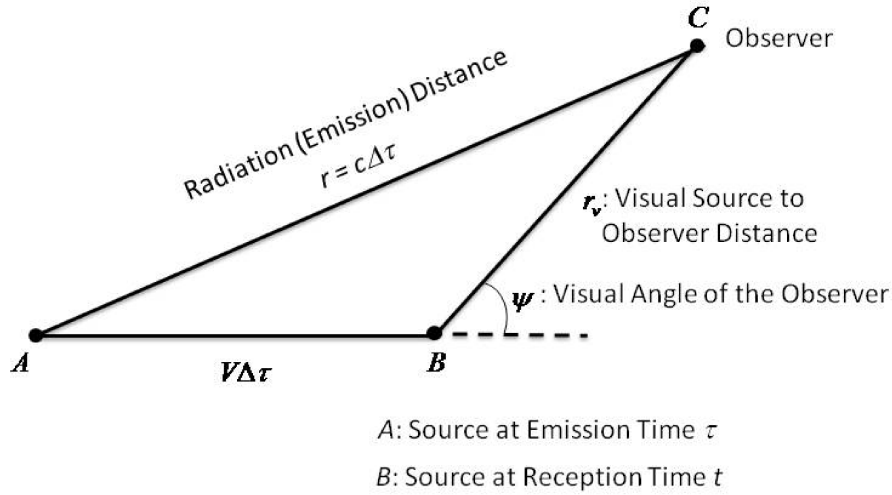 C
Observer
Radiation (Emission) Distance
r = cΔτ
r_v: Visual Source to
Observer Distance
ψ : Visual Angle of the Observer
A
VΔτ
B
A: Source at Emission Time τ
B: Source at Reception Time t